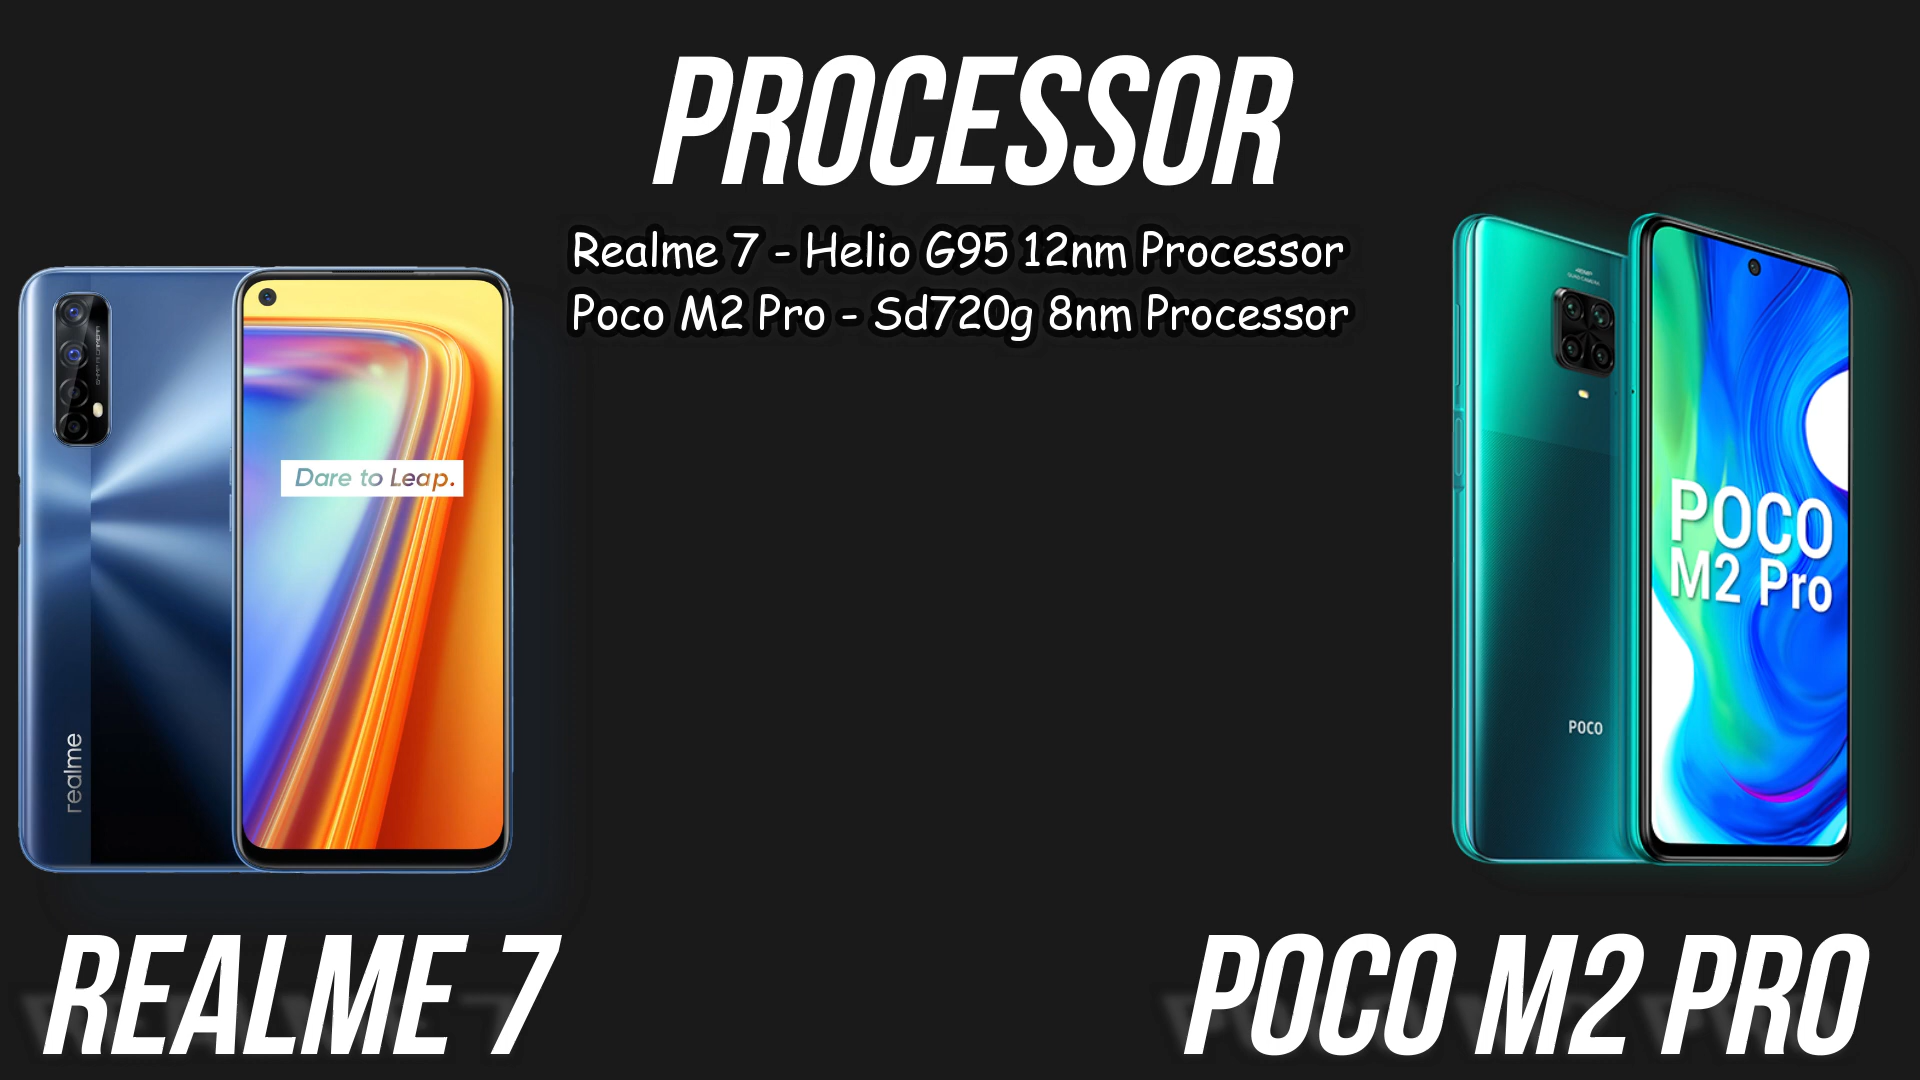 PROCESSOR
Realme 7 - Helio G95 12nm Processor
Poco M2 Pro - Sd720g 8nm Processor
Dare to Leap.
realme
POCO
POCO
M2 Pro
REALME 7
POCO M2 PRO